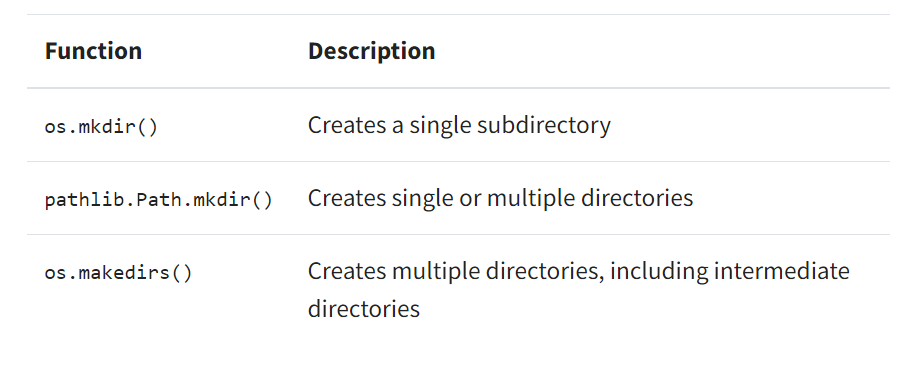 Function Description
os.mkdir() Creates a single subdirectory
pathlib.Path.mkdir() Creates single or multiple directories
os.makedirs() Creates multiple directories, including intermediate
directories